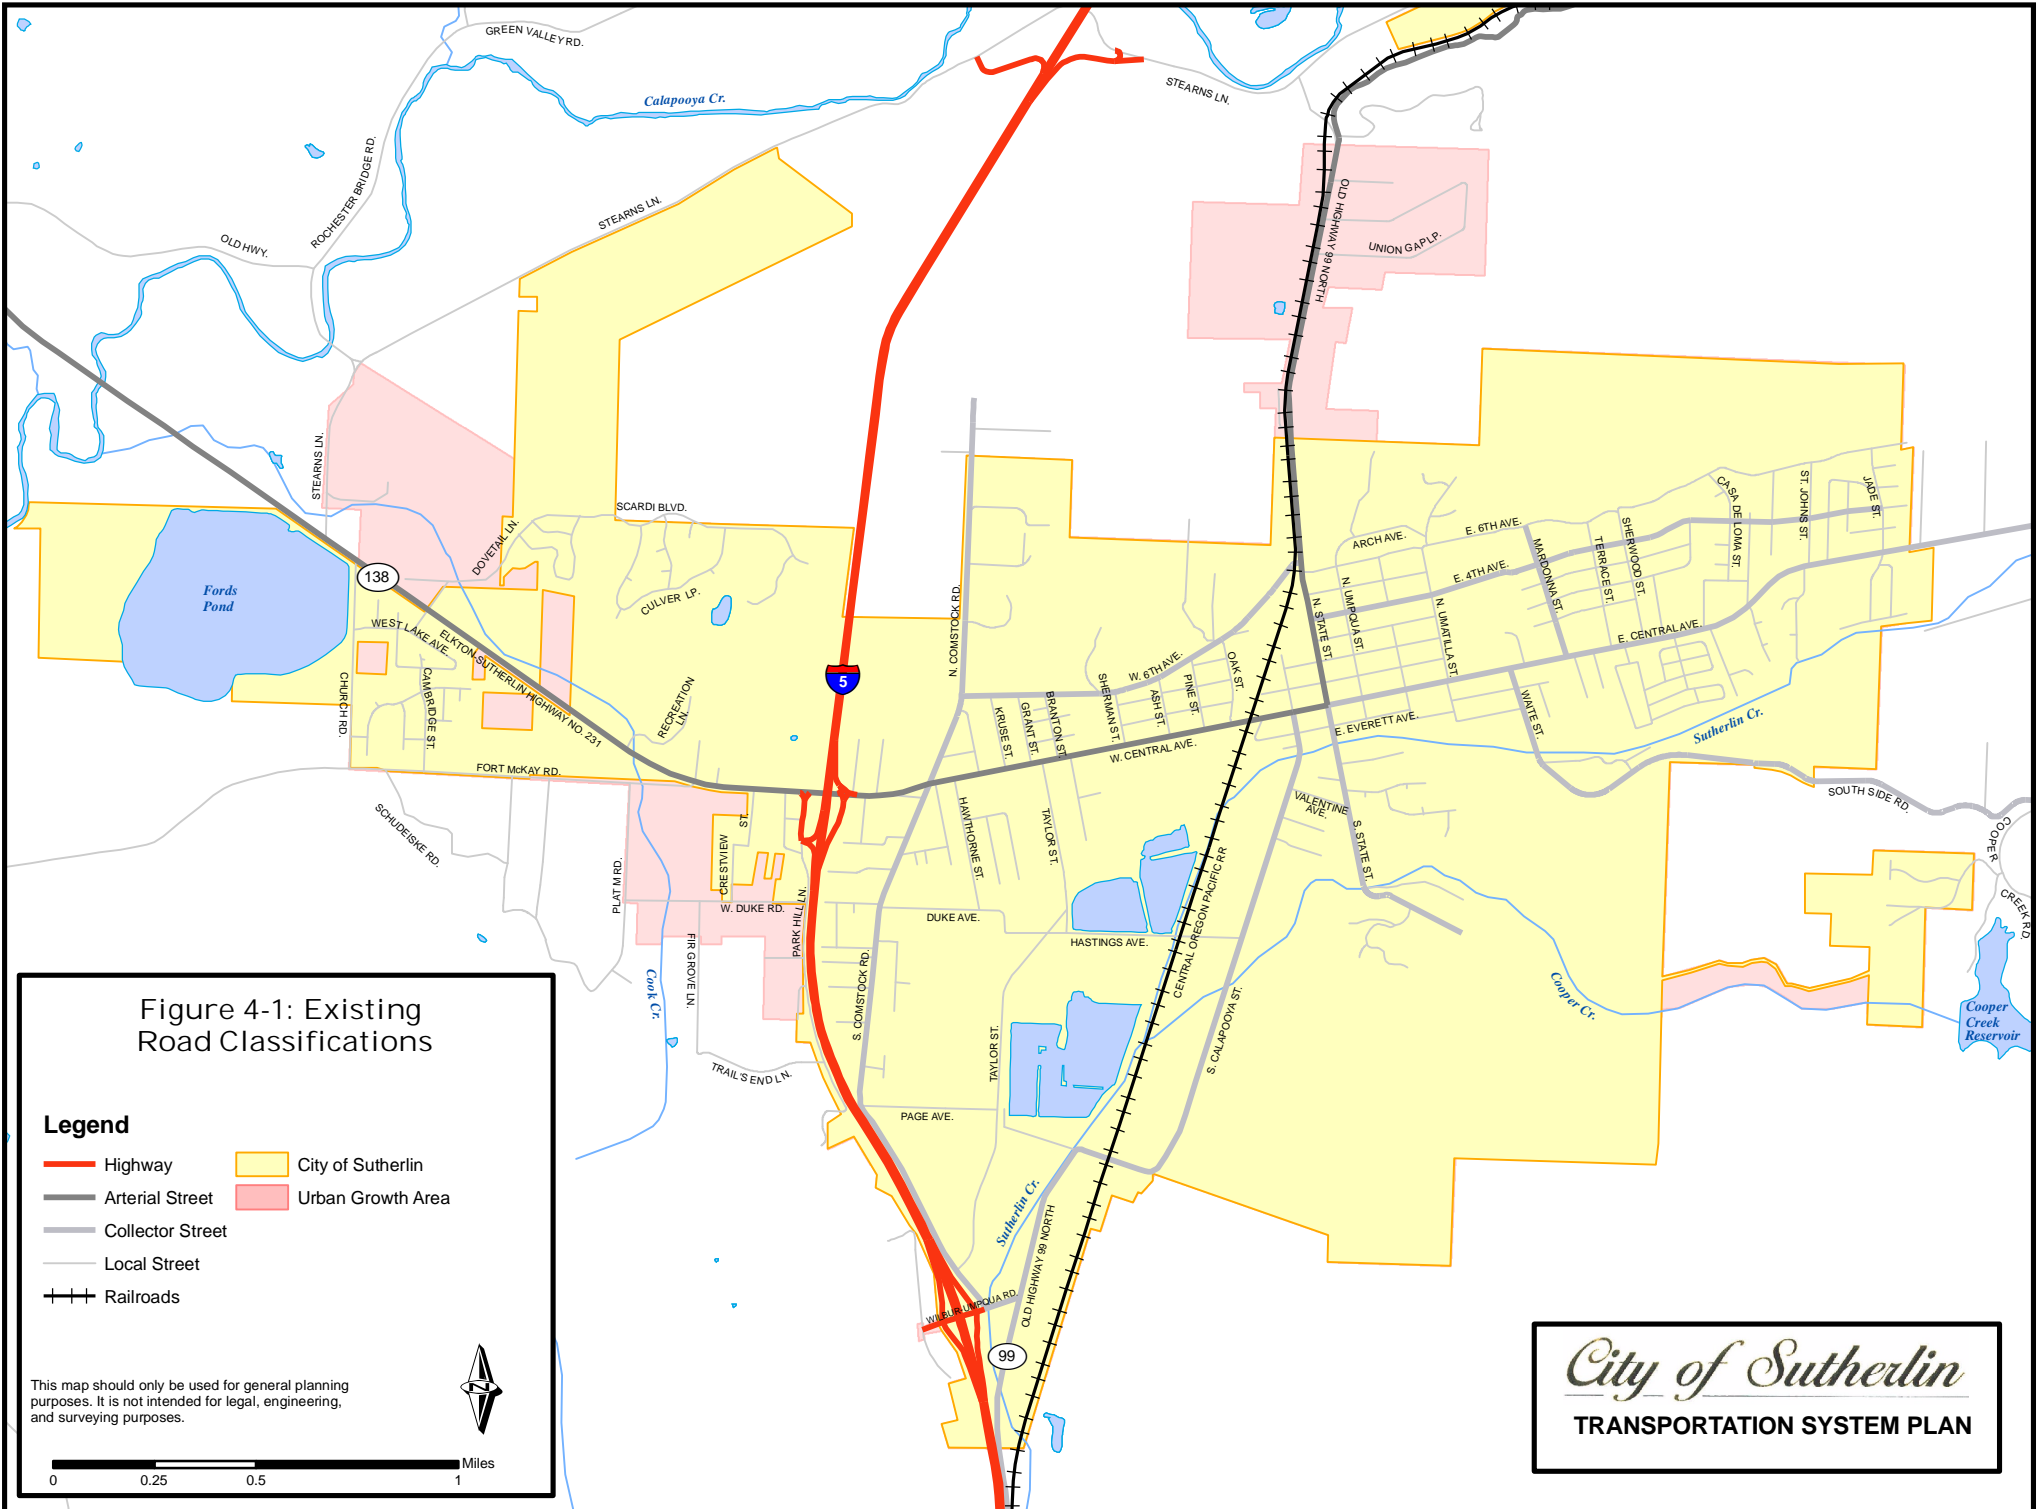 GREEN VALLEY RD.
Calapooya Cr.
STEARNS LN.
ROCHESTER BRIDGE RD.
OLD HWY.
STEARNS LN.
OLD HIGHWAY 99 NORTH
UNION GAP LP.
STEARNS LN.
SCARDI BLVD.
DOVETAIL LN.
CULVER LP.
138
Fords
Pond
WEST LAKE AVE.
ELKTON-SUTHERLIN HIGHWAY NO. 231
CHURCH RD.
CAMBRIDGE ST.
RECREATION
LN.
FORT McKAY RD.
SCHUDEISKE RD.
5
N. COMSTOCK RD.
W. 6TH AVE.
KRUSE ST.
GRANT ST.
BRANTON ST.
SHERMAN ST.
ASH ST.
PINE ST.
OAK ST.
W. CENTRAL AVE.
ARCH AVE.
E. 6TH AVE.
E. 4TH AVE.
N. STATE ST.
N. UMPQUA ST.
N. UMATILLA ST.
MARDONNA ST.
TERRACE ST.
SHERWOOD ST.
CASA DE LOMA ST.
ST. JOHNS ST.
JADE ST.
E. CENTRAL AVE.
E. EVERETT AVE.
WAITE ST.
Sutherlin Cr.
SOUTH SIDE RD.
VALENTINE
AVE.
S. STATE ST.
COOPER
CREEK RD.
Cooper
Creek
Reservoir
Cooper Cr.
HAWTHORNE ST.
TAYLOR ST.
CRESTVIEW
ST.
PLAT M RD.
W. DUKE RD.
PARK HILL LN.
FIR GROVE LN.
Cook Cr.
TRAIL'S END LN.
DUKE AVE.
HASTINGS AVE.
S. COMSTOCK RD.
CENTRAL OREGON PACIFIC RR
S. CALAPOOYA ST.
TAYLOR ST.
PAGE AVE.
Sutherlin Cr.
OLD HIGHWAY 99 NORTH
WILBUR-UMPQUA RD.
99
Figure 4-1: Existing
Road Classifications
Legend
Highway
Arterial Street
Collector Street
Local Street
Railroads
City of Sutherlin
Urban Growth Area
This map should only be used for general planning
purposes. It is not intended for legal, engineering,
and surveying purposes.
N
Miles
0 0.25 0.5 1
City of Sutherlin
TRANSPORTATION SYSTEM PLAN